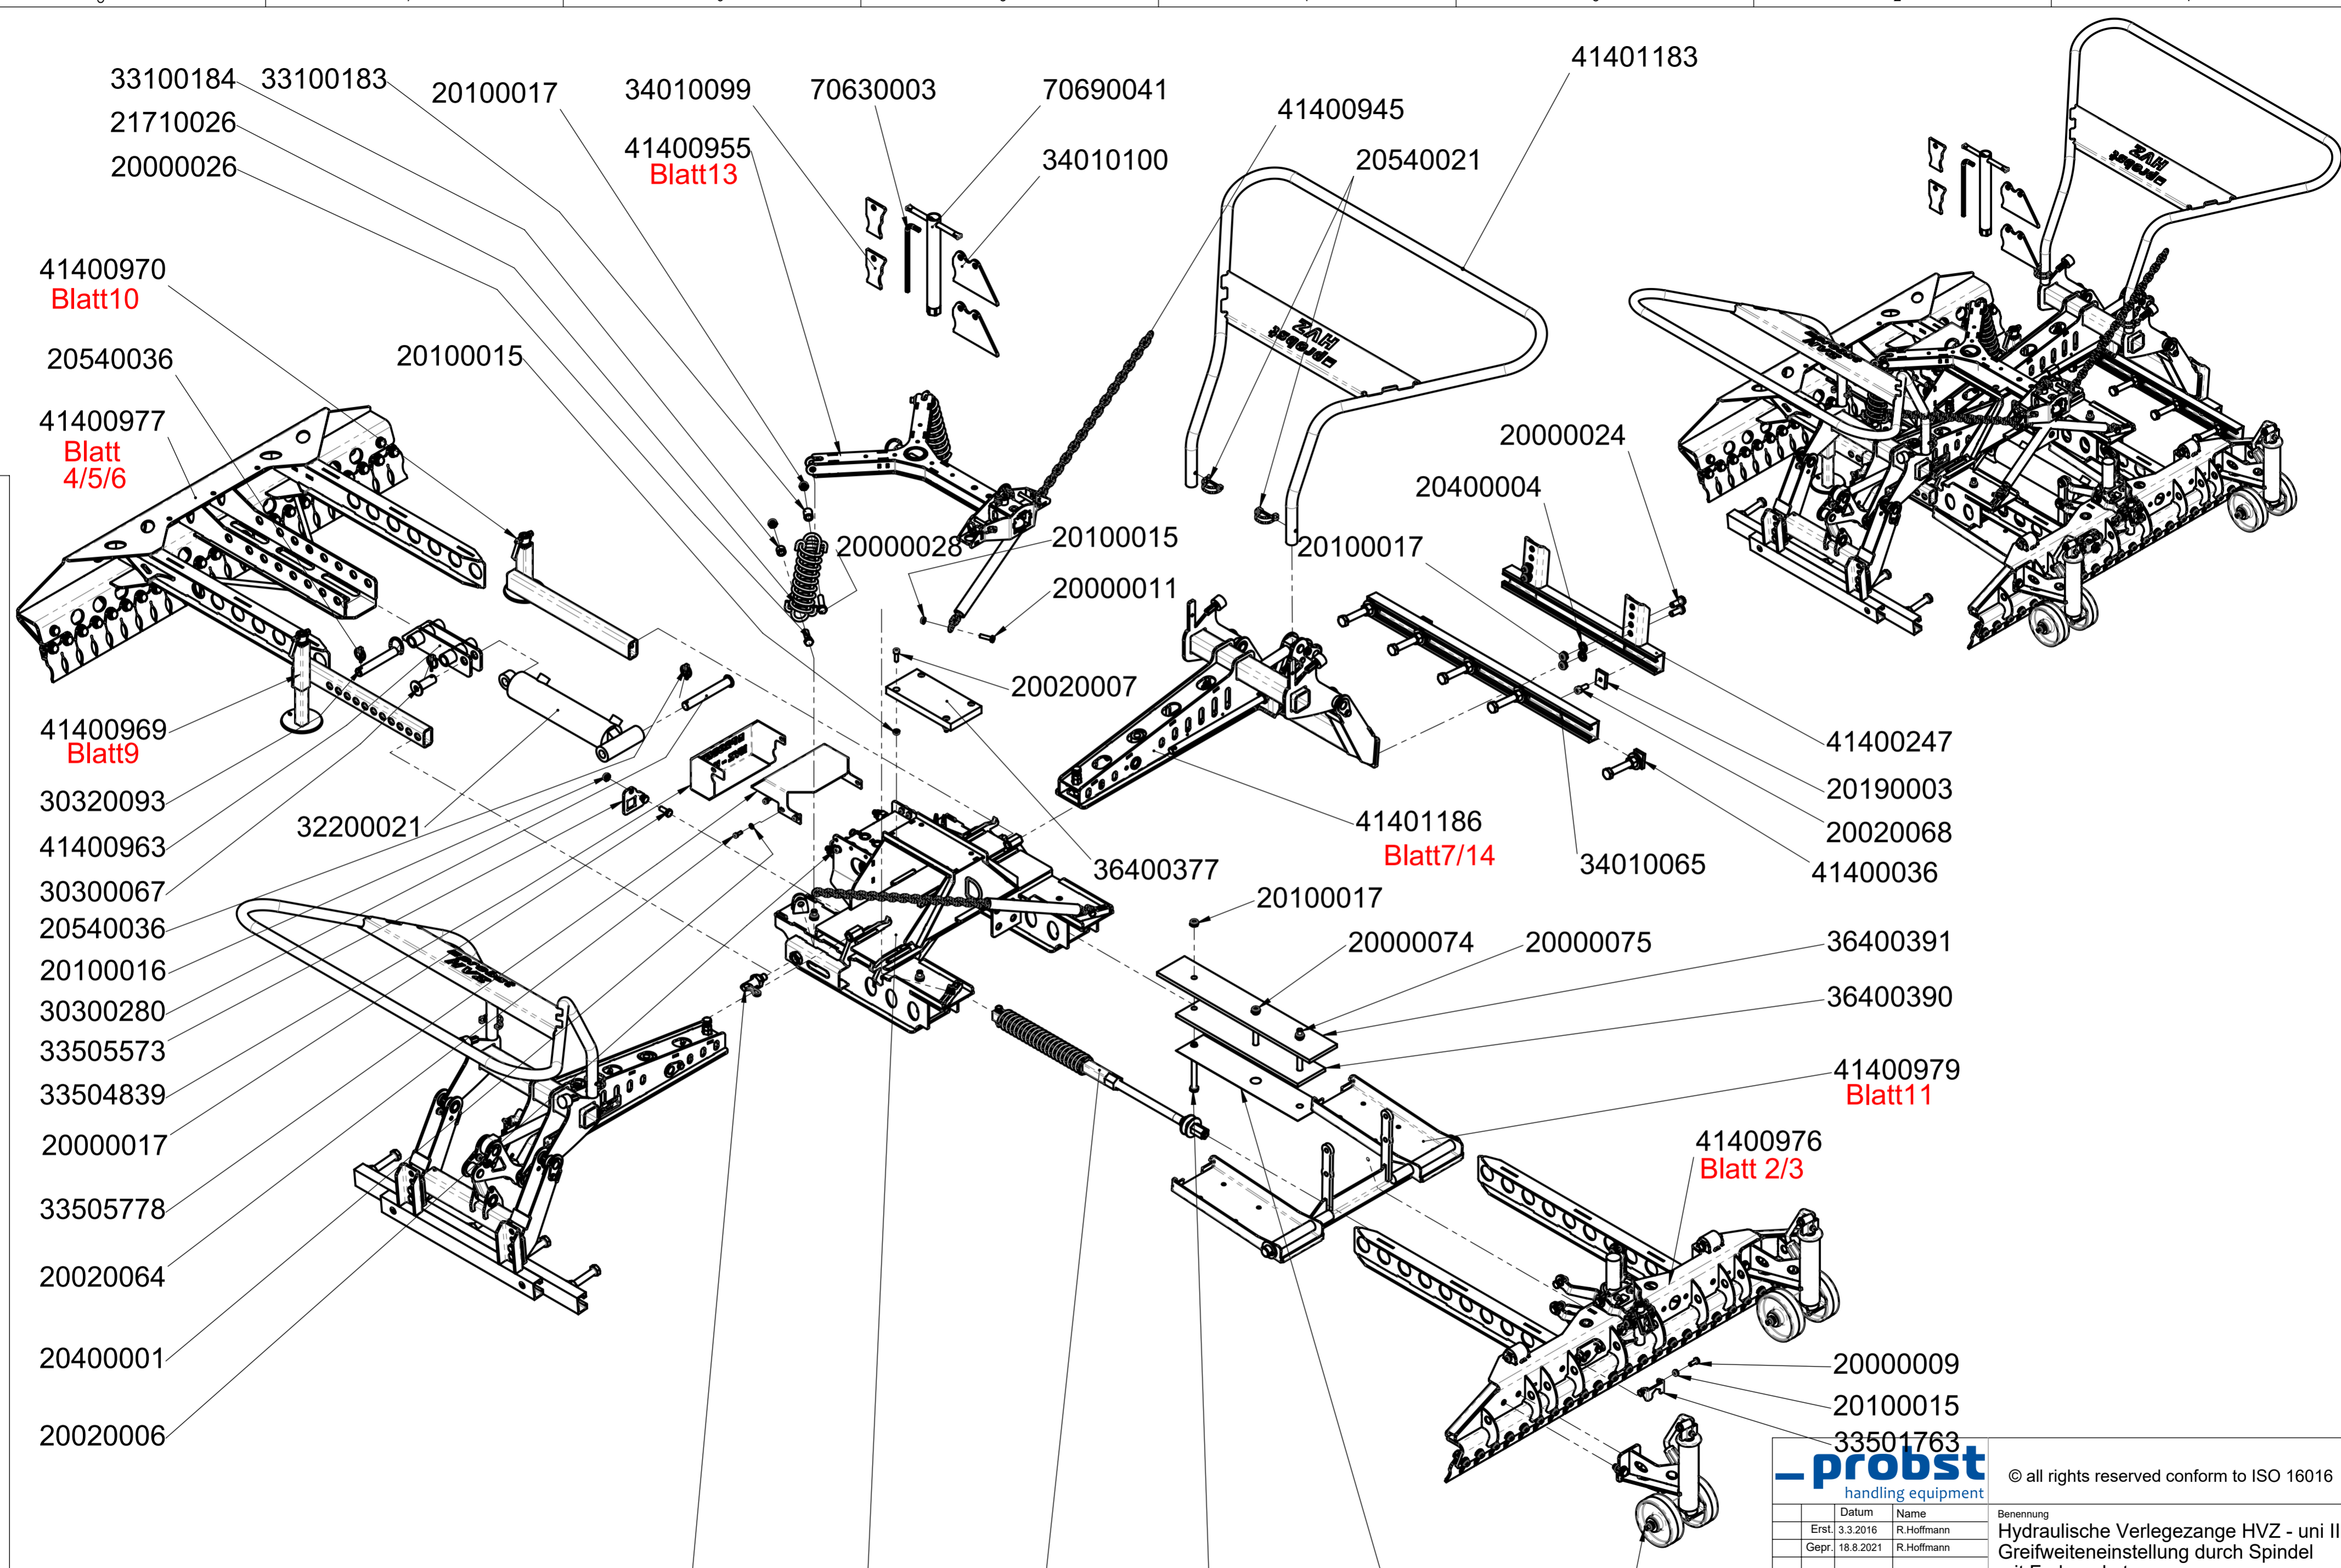 33100184
33100183
20100017
34010099
70630003
70690041
41401183
21710026
41400955
Blatt13
41400945
20000026
34010100
20540021
41400970
Blatt10
20540036
20100015
41400977
Blatt
4/5/6
20000024
20400004
20000028
20100015
20100017
20000011
20020007
41400969
Blatt9
30320093
32200021
41400963
30300067
20540036
20100016
30300280
33505573
33504839
20000017
33505778
20020064
20400001
20020006
probst
HVZ
probst
HVZ
41400247
20190003
20020068
41400036
41401186
Blatt7/14
34010065
36400377
20100017
20000074
20000075
36400391
36400390
41400979
Blatt11
41400976
Blatt 2/3
20000009
20100015
33501763
probst
handling equipment
© all rights reserved conform to ISO 16016
Datum
Name
Erst.
3.3.2016
R.Hoffmann
Gepr.
18.8.2021
R.Hoffmann
Benennung
Hydraulische Verlegezange HVZ - uni II
Greifweiteneinstellung durch Spindel